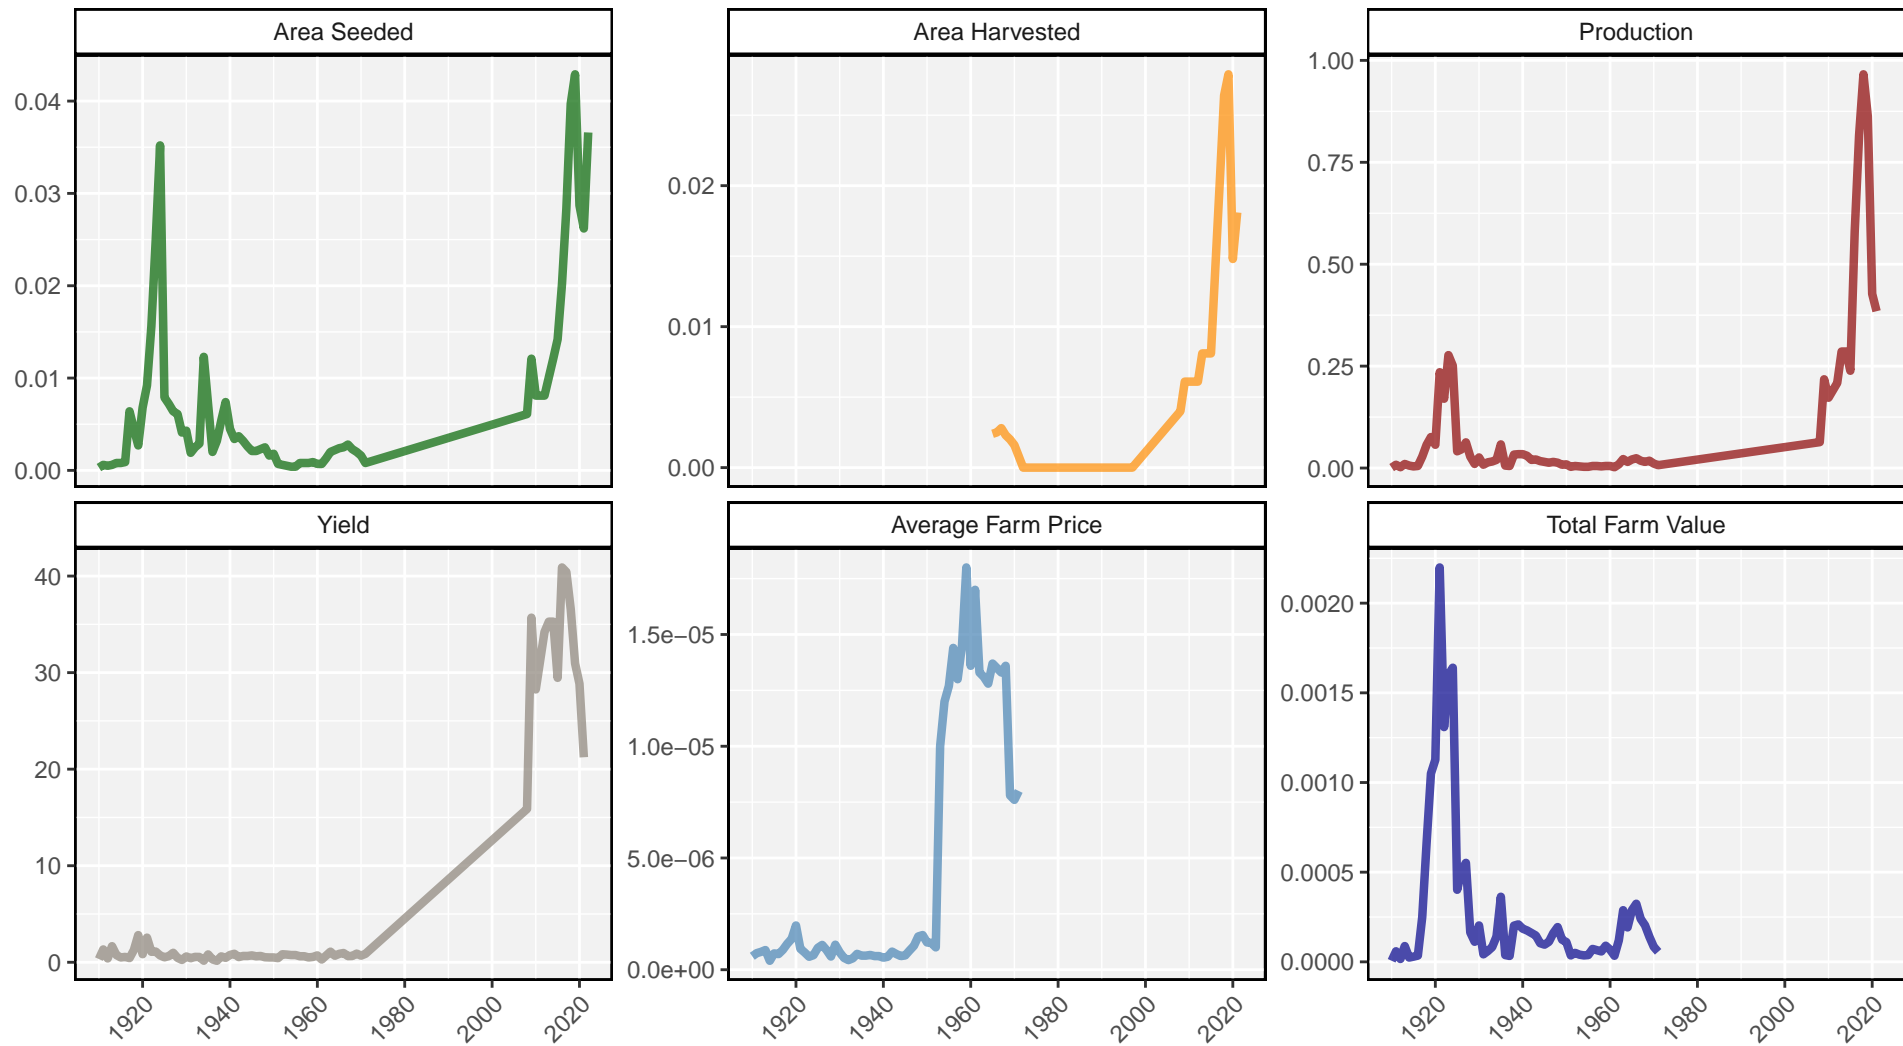 Area Seeded
Area Harvested
Production
0.04
0.03
0.02
0.01
0.00
0.02
0.01
0.00
1.00
0.75
0.50
0.25
0.00
Yield
Average Farm Price
Total Farm Value
40
30
20
10
0
1.5e−05
1.0e−05
5.0e−06
0.0e+00
0.0020
0.0015
0.0010
0.0005
0.0000
1920 1940 1960 1980 2000 2020
1920 1940 1960 1980 2000 2020
1920 1940 1960 1980 2000 2020